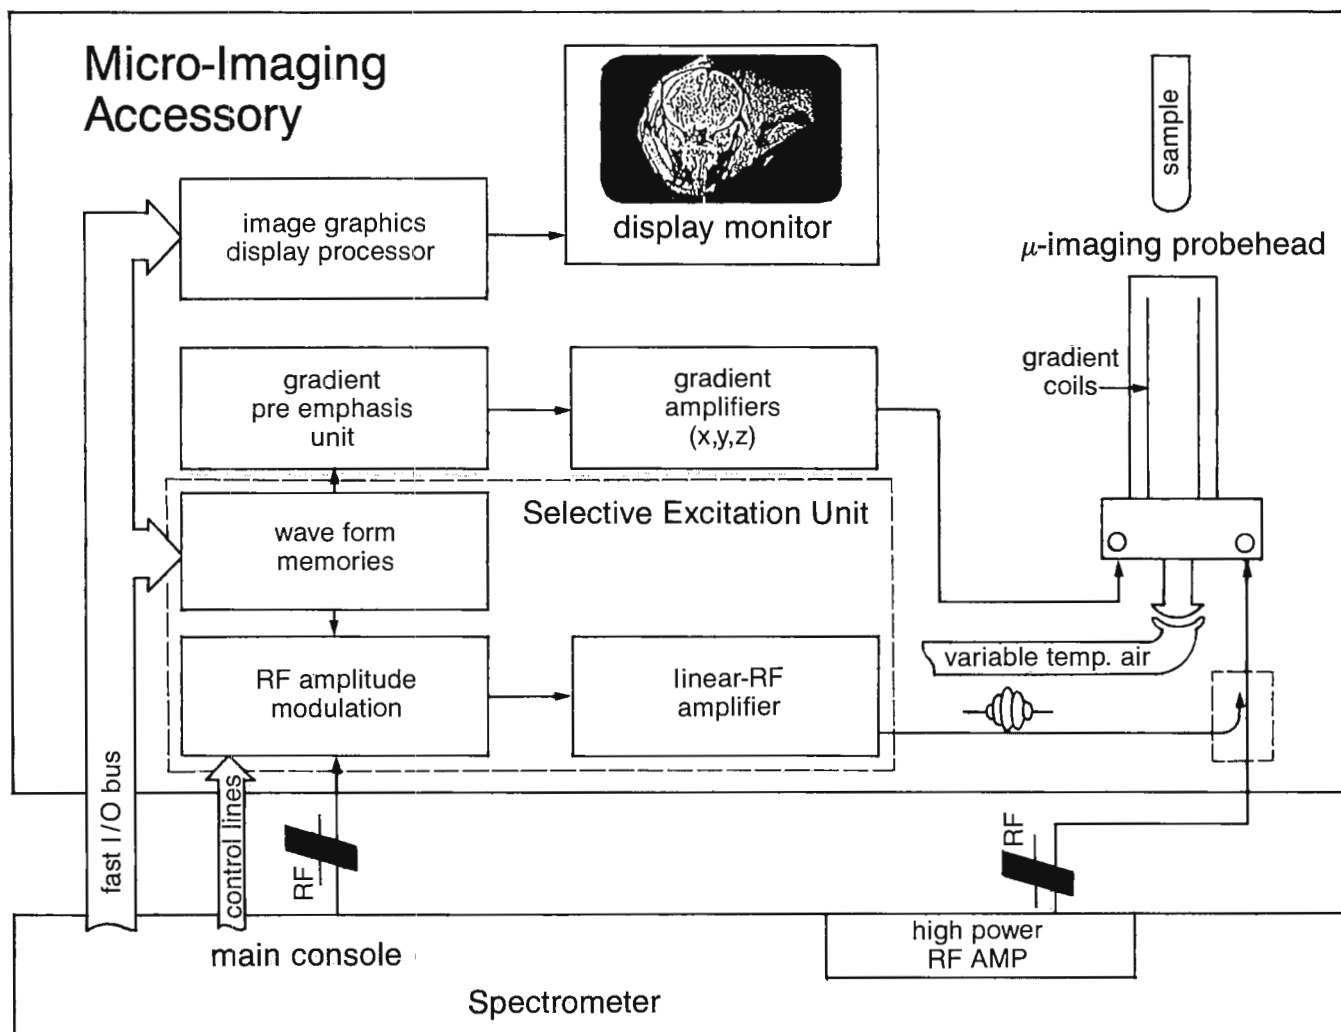 Micro-Imaging
Accessory
display monitor
sample
μ-imaging probehead
image graphics
display processor
gradient
pre emphasis
unit
gradient
amplifiers
(x,y,z)
gradient
coils
Selective Excitation Unit
wave form
memories
RF amplitude
modulation
linear-RF
amplifier
variable temp. air
fast I/O bus
control lines
RF
RF
main console
high power
RF AMP
Spectrometer